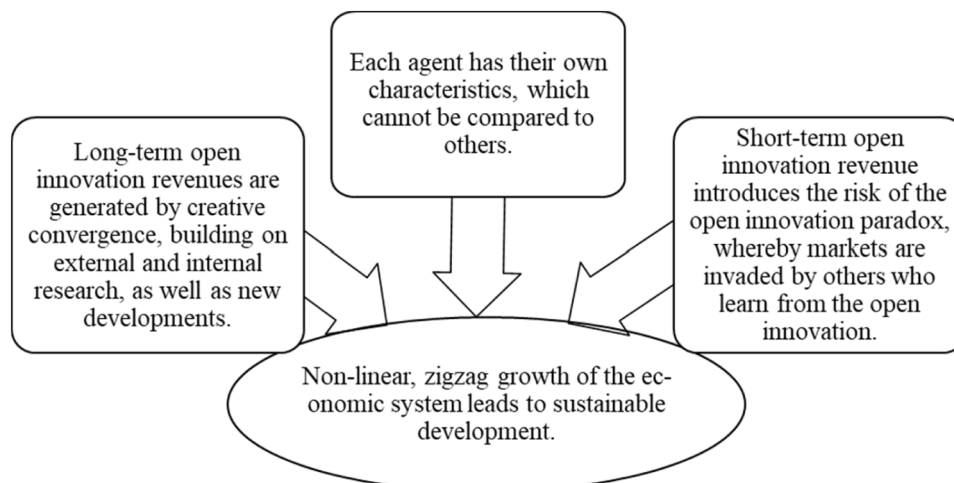 Long-term open
innovation revenues are
generated by creative
convergence, building on
external and internal
research, as well as new
developments.
Each agent has their own
characteristics, which
cannot be compared to
others.
Short-term open
innovation revenue
introduces the risk of the
open innovation paradox,
whereby markets are
invaded by others who
learn from the open
innovation.
Non-linear, zigzag growth of the ec-
onomic system leads to sustainable
development.